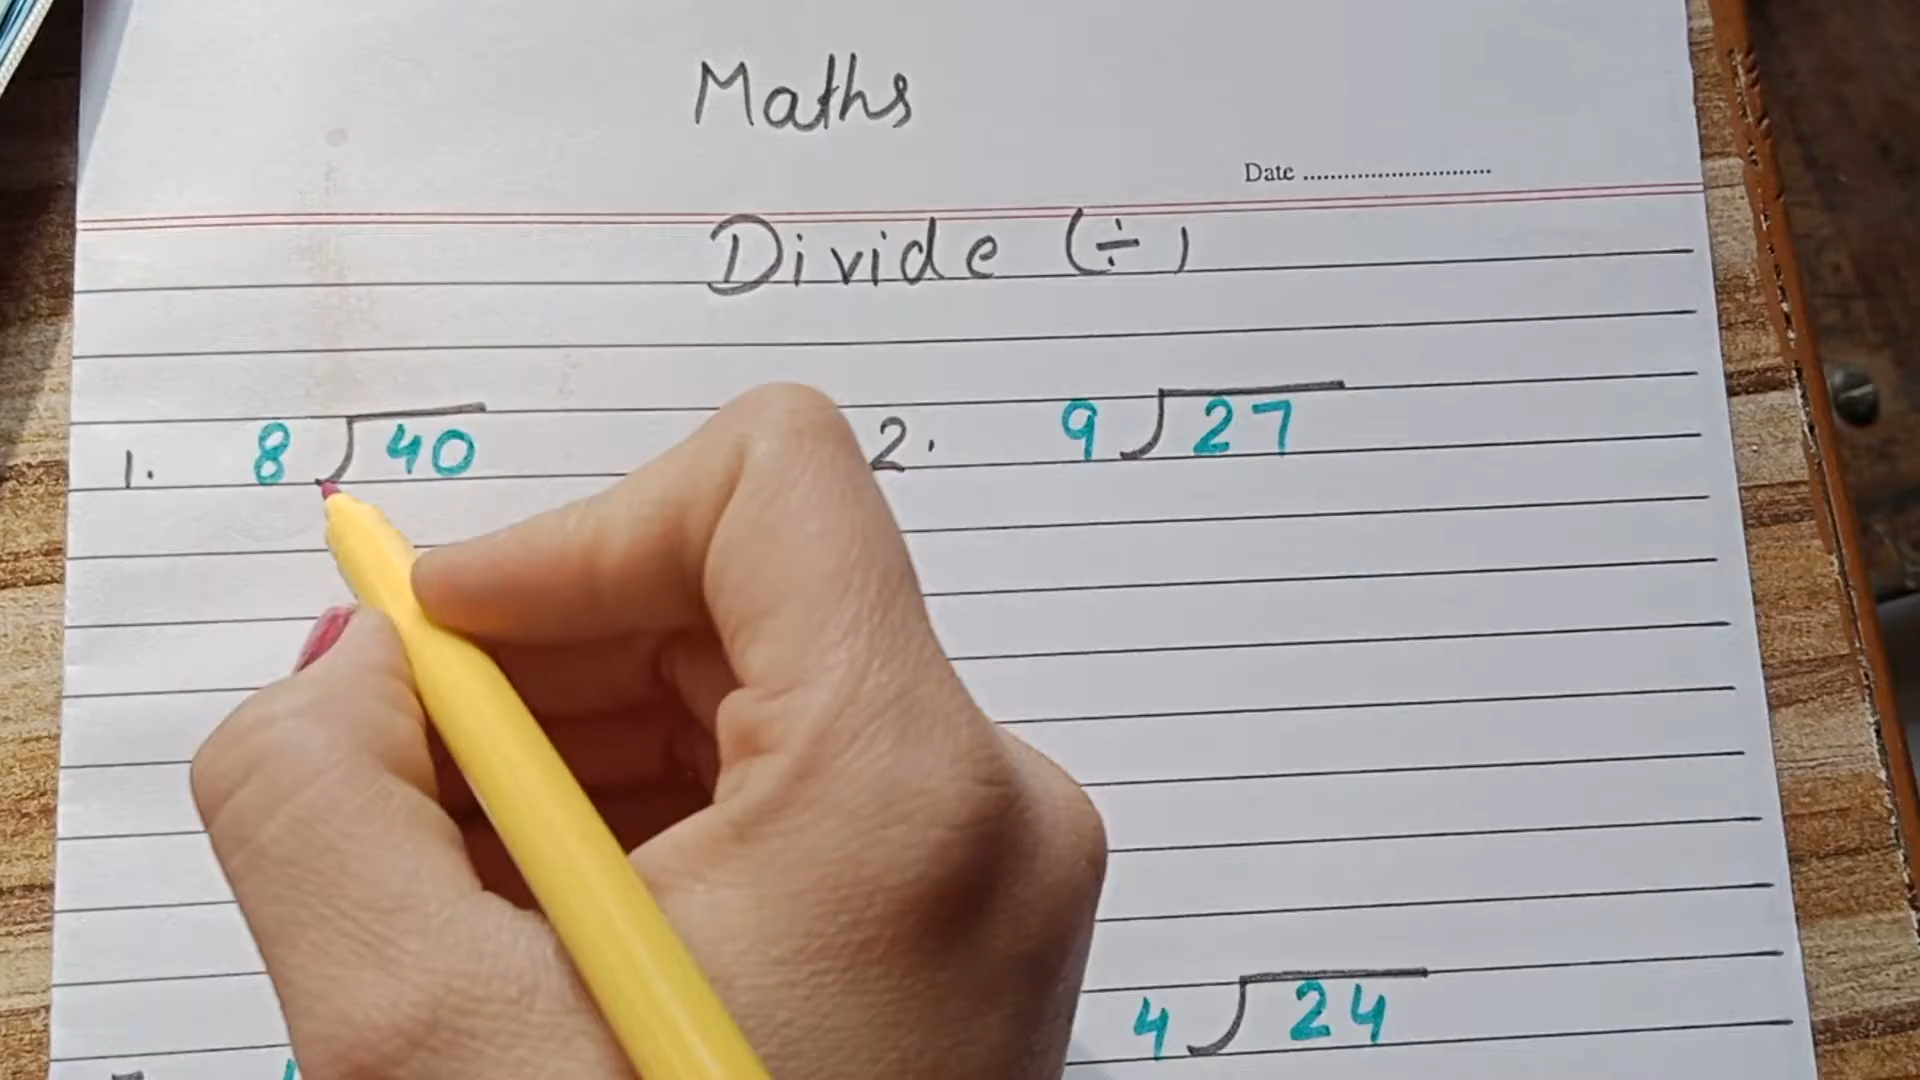 Maths
Date ............................
Divide (÷)
1. 8 40
2. 9 27
4 24